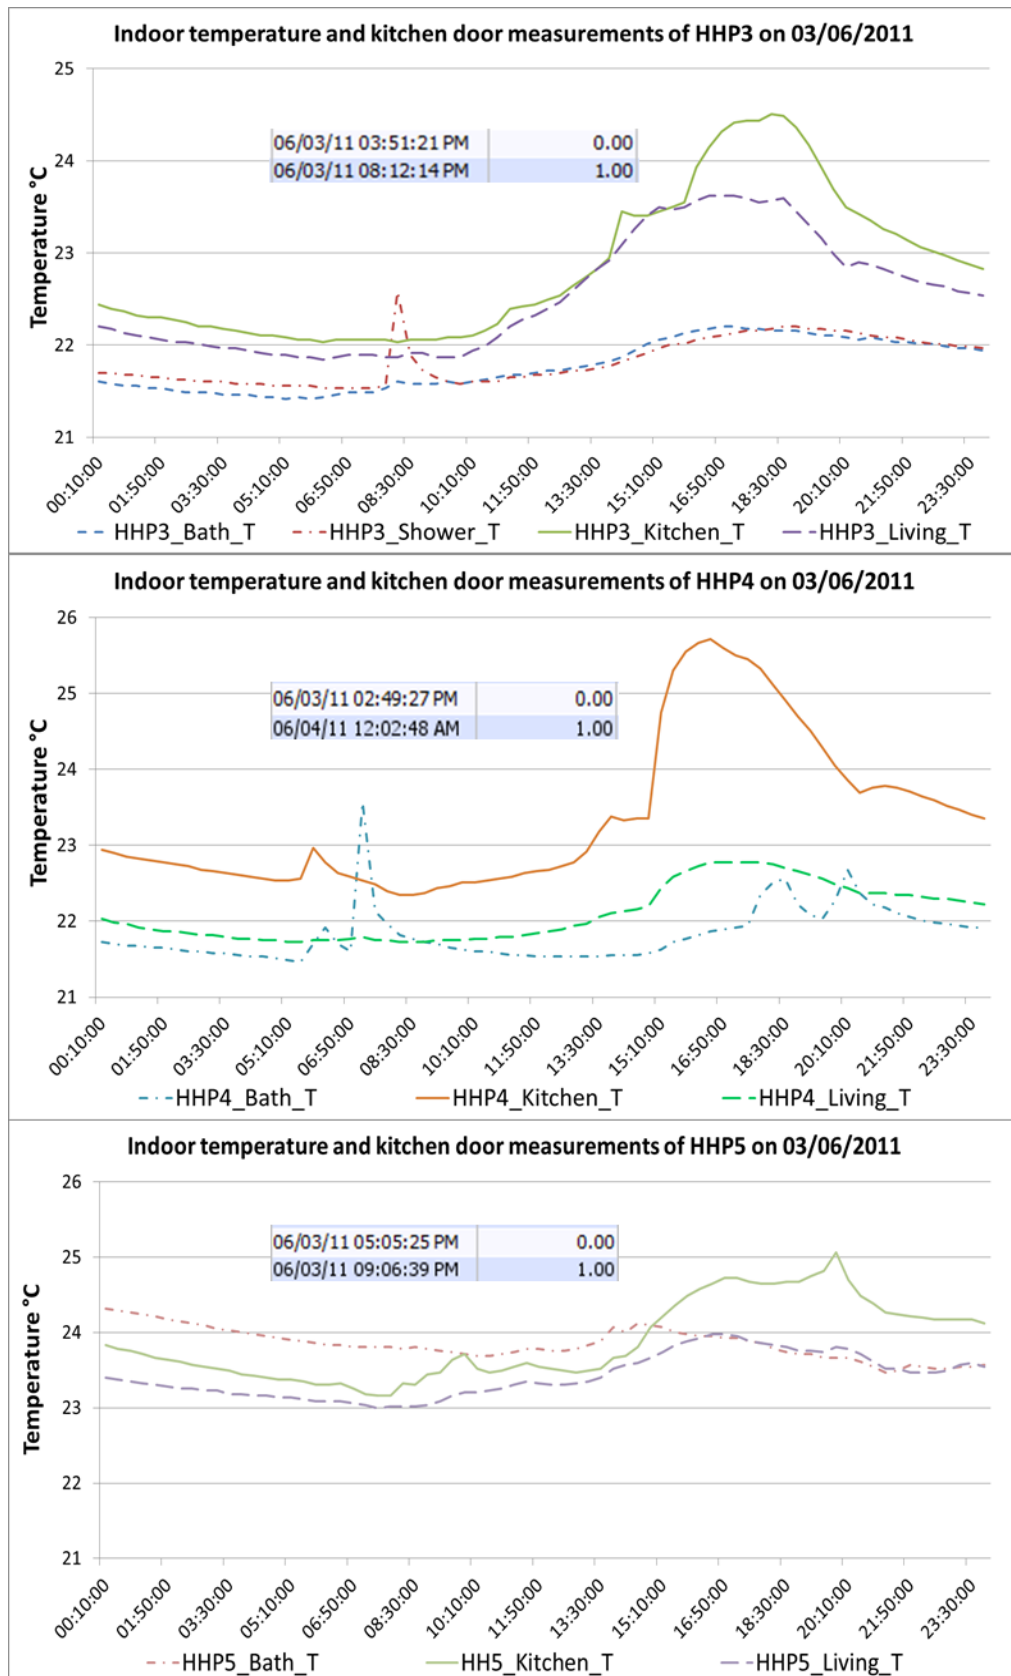 Indoor temperature and kitchen door measurements of HHP3 on 03/06/2011
25
24
23
22
21
Temperature °C
06/03/11 03:51:21 PM 0.00
06/03/11 08:12:14 PM 1.00
00:10:00 01:50:00 03:30:00 05:10:00 06:50:00 08:30:00 10:10:00 11:50:00 13:30:00 15:10:00 16:50:00 18:30:00 20:10:00 21:50:00 23:30:00
HHP3_Bath_T HHP3_Shower_T HHP3_Kitchen_T HHP3_Living_T
Indoor temperature and kitchen door measurements of HHP4 on 03/06/2011
26
25
24
23
22
21
Temperature °C
06/03/11 02:49:27 PM 0.00
06/04/11 12:02:48 AM 1.00
00:10:00 01:50:00 03:30:00 05:10:00 06:50:00 08:30:00 10:10:00 11:50:00 13:30:00 15:10:00 16:50:00 18:30:00 20:10:00 21:50:00 23:30:00
HHP4_Bath_T HHP4_Kitchen_T HHP4_Living_T
Indoor temperature and kitchen door measurements of HHP5 on 03/06/2011
26
25
24
23
22
21
Temperature °C
06/03/11 05:05:25 PM 0.00
06/03/11 09:06:39 PM 1.00
00:10:00 01:50:00 03:30:00 05:10:00 06:50:00 08:30:00 10:10:00 11:50:00 13:30:00 15:10:00 16:50:00 18:30:00 20:10:00 21:50:00 23:30:00
HHP5_Bath_T HH5_Kitchen_T HHP5_Living_T